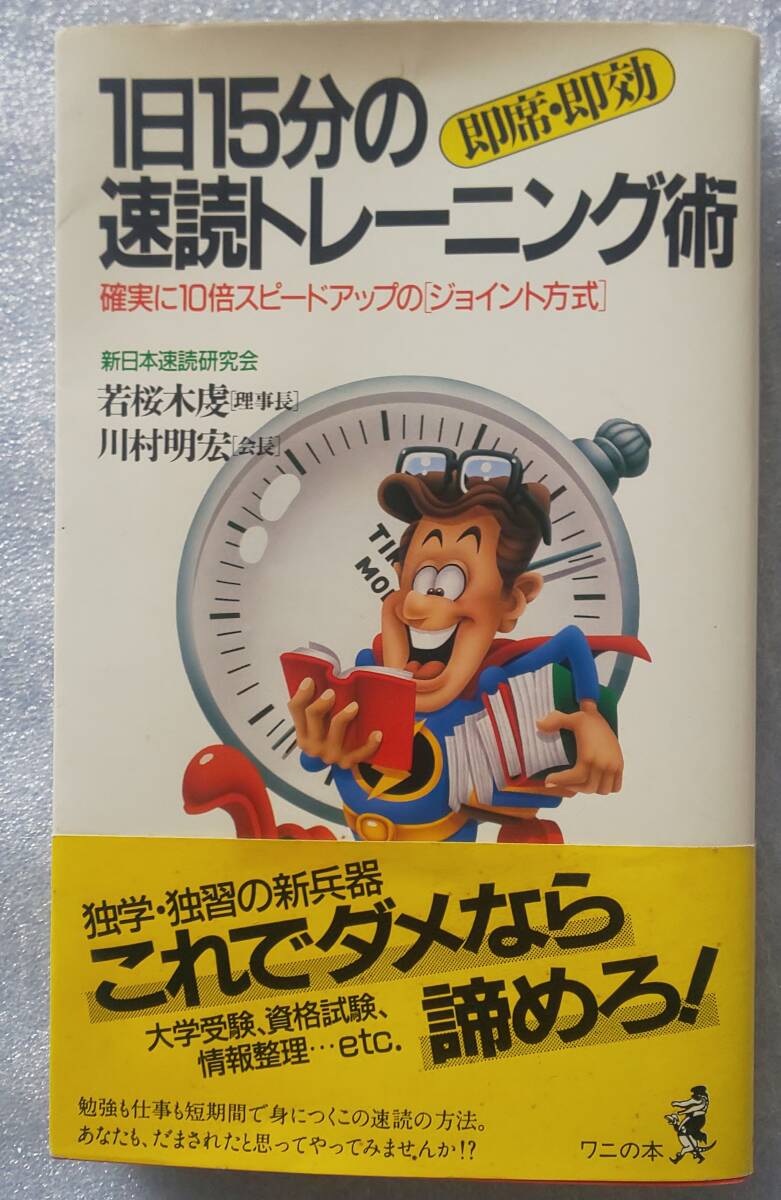 即席・即効
1日15分の
速読トレーニング術
確実に10倍スピードアップの[ジョイント方式]
新日本速読研究会
若桜木虔[理事長]
川村明宏[会長]
独学・独習の新兵器
これでダメなら
諦めろ!
大学受験、資格試験、
情報整理…etc.
勉強も仕事も短期間で身につくこの速読の方法。
あなたも、だまされたと思ってやってみませんか!?
ワニの本